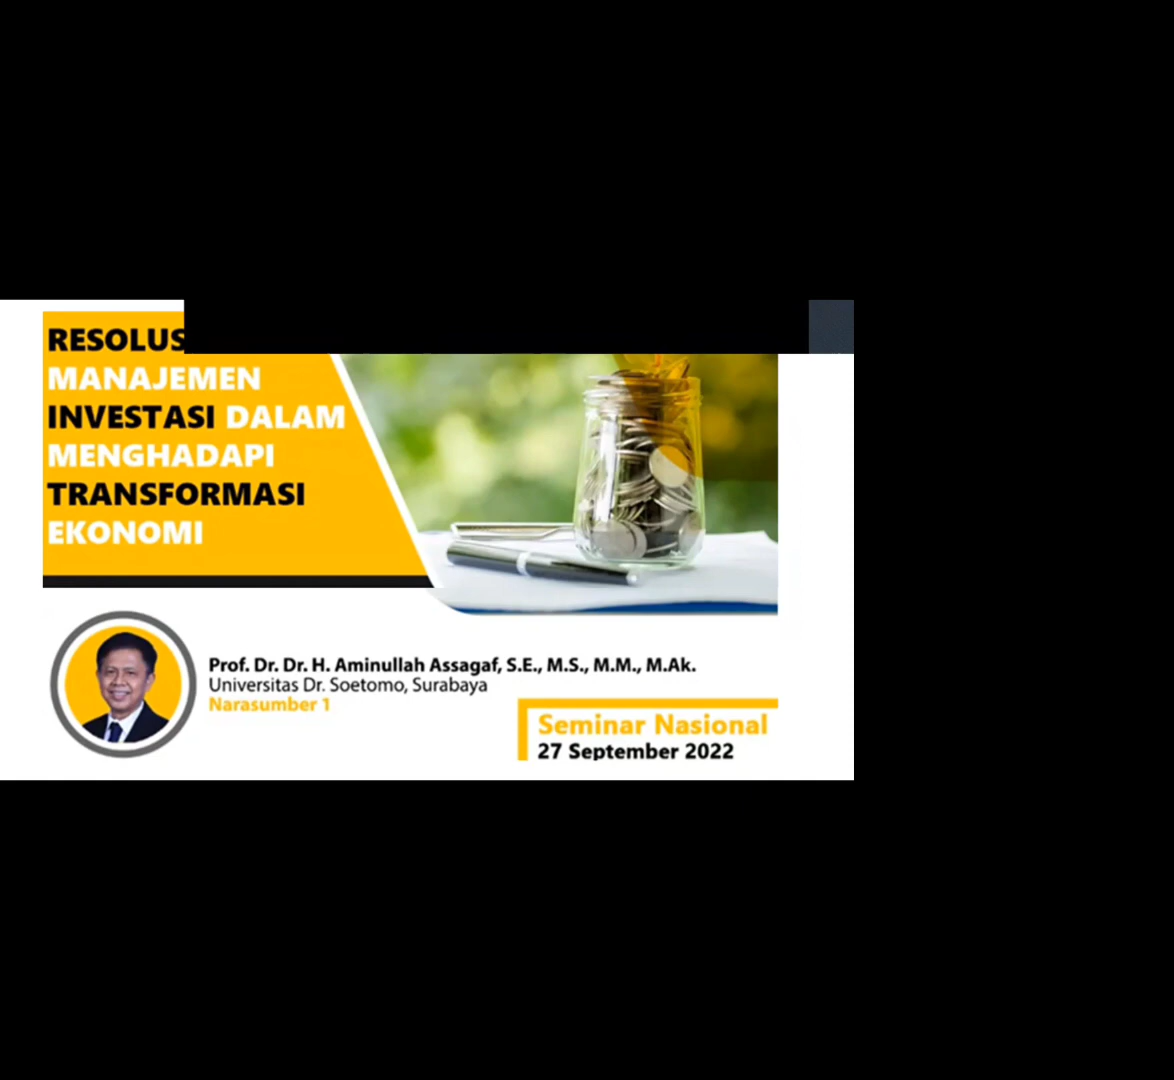 RESOLUS
MANAJEMEN
INVESTASI DALAM
MENGHADAPI
TRANSFORMASI
EKONOMI
Prof. Dr. Dr. H. Aminullah Assagaf, S.E., M.S., M.M., M.Ak.
Universitas Dr. Soetomo, Surabaya
Narasumber 1
Seminar Nasional
27 September 2022